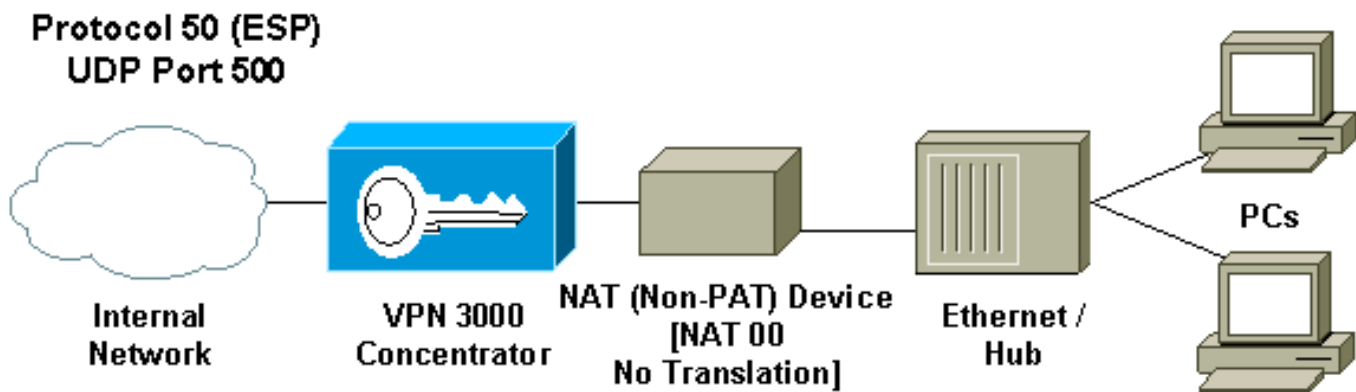 Protocol 50 (ESP)
UDP Port 500
Internal
Network
VPN 3000
Concentrator
NAT (Non-PAT) Device
[NAT 00
No Translation]
Ethernet /
Hub
PCs